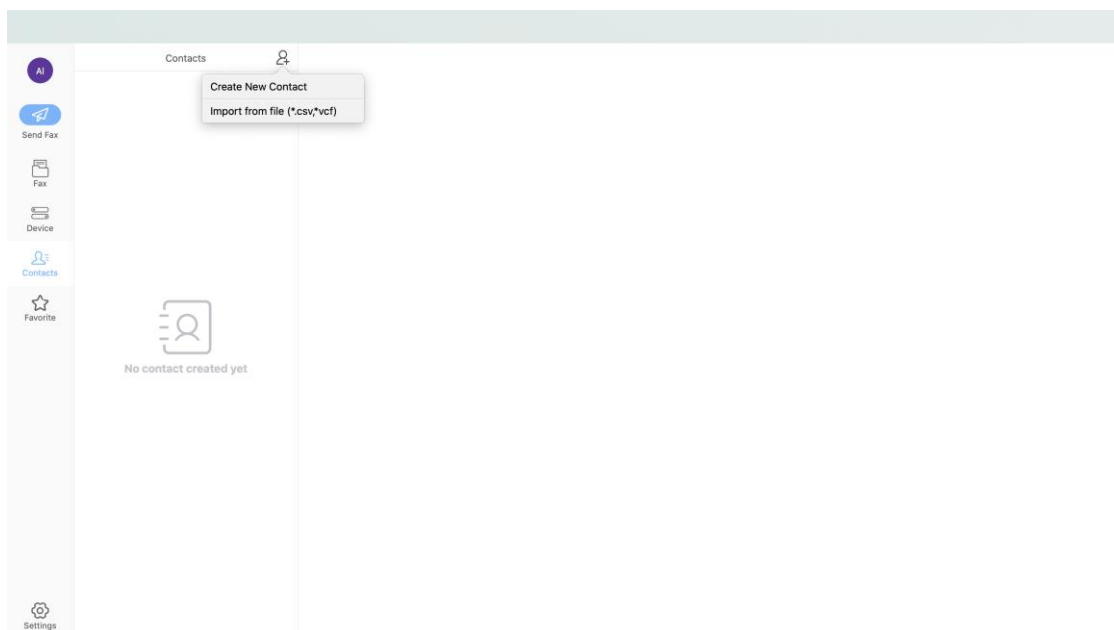 AI
Send Fax
Fax
Device
Contacts
Favorite
Settings
Contacts
Create New Contact
Import from file (*.csv,*vcf)
No contact created yet